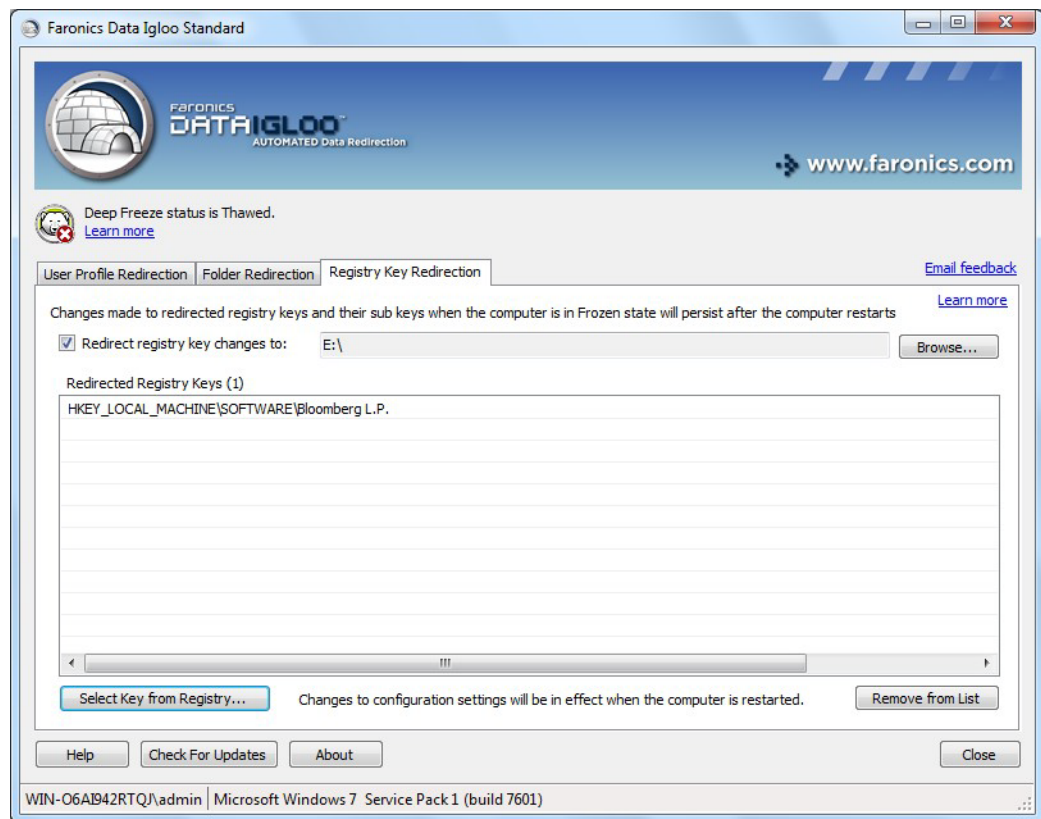 Faronics Data Igloo Standard
FARONICS
DATAIGLOO™
AUTOMATED Data Redirection
www.faronics.com
Deep Freeze status is Thawed.
Learn more
User Profile Redirection Folder Redirection Registry Key Redirection Email feedback
Learn more
Changes made to redirected registry keys and their sub keys when the computer is in Frozen state will persist after the computer restarts
Redirect registry key changes to: E:\ Browse...
Redirected Registry Keys (1)
HKEY_LOCAL_MACHINE\SOFTWARE\Bloomberg L.P.
Select Key from Registry... Changes to configuration settings will be in effect when the computer is restarted. Remove from List
Help Check For Updates About Close
WIN-O6AI942RTQJ\admin Microsoft Windows 7 Service Pack 1 (build 7601)